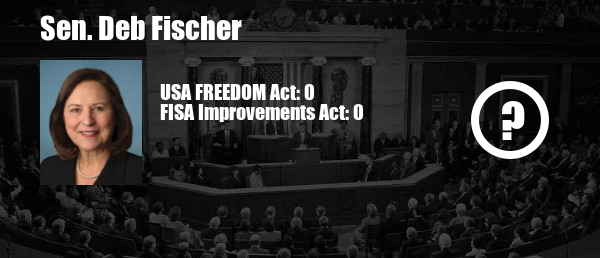 Sen. Deb Fischer
USA FREEDOM Act: 0
FISA Improvements Act: 0
?